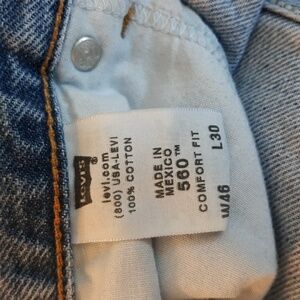 LEVI'S
levi.com
(800) USA-LEVI
100% COTTON
MADE IN
MEXICO
560™
COMFORT FIT
W46 L30